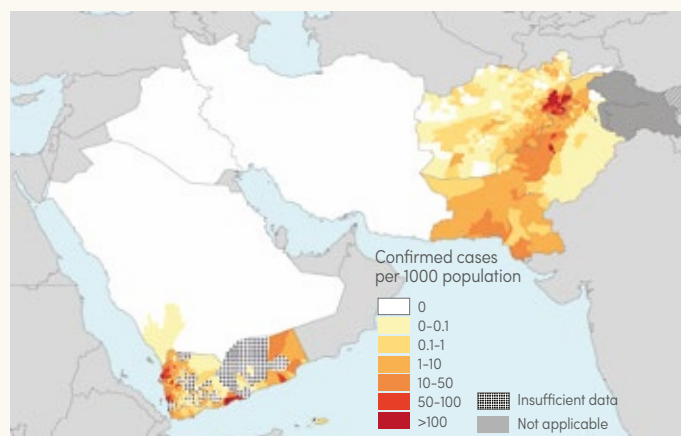 Confirmed cases
per 1000 population
0
0–0.1
0.1–1
1–10
10–50
50–100
>100
Insufficient data
Not applicable